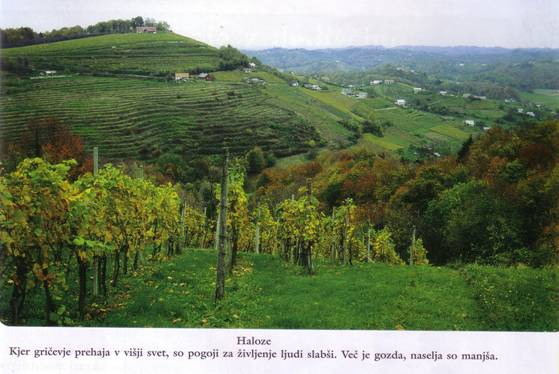 Haloze
Kjer gričevje prehaja v višji svet, so pogoji za življenje ljudi slabši. Več je gozda, naselja so manjša.